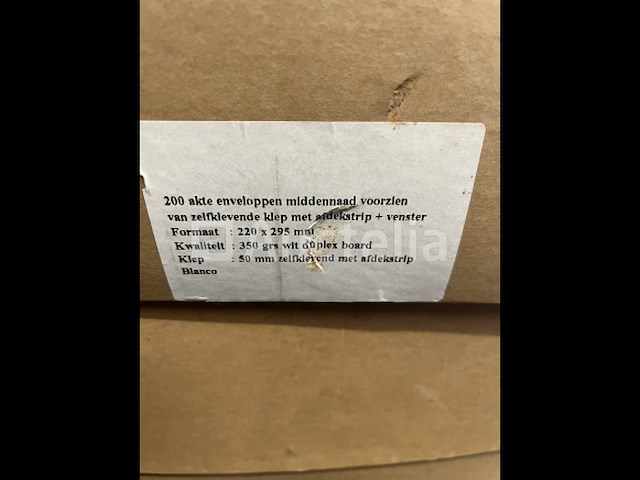 200 akte enveloppen middennaad voorzien
van zelfklevende klep met afdekstrip + venster
Formaat : 220 x 295 mm
Kwaliteit : 350 grs wit duplex board
Klep : 50 mm zelfklevend met afdekstrip
Blanco